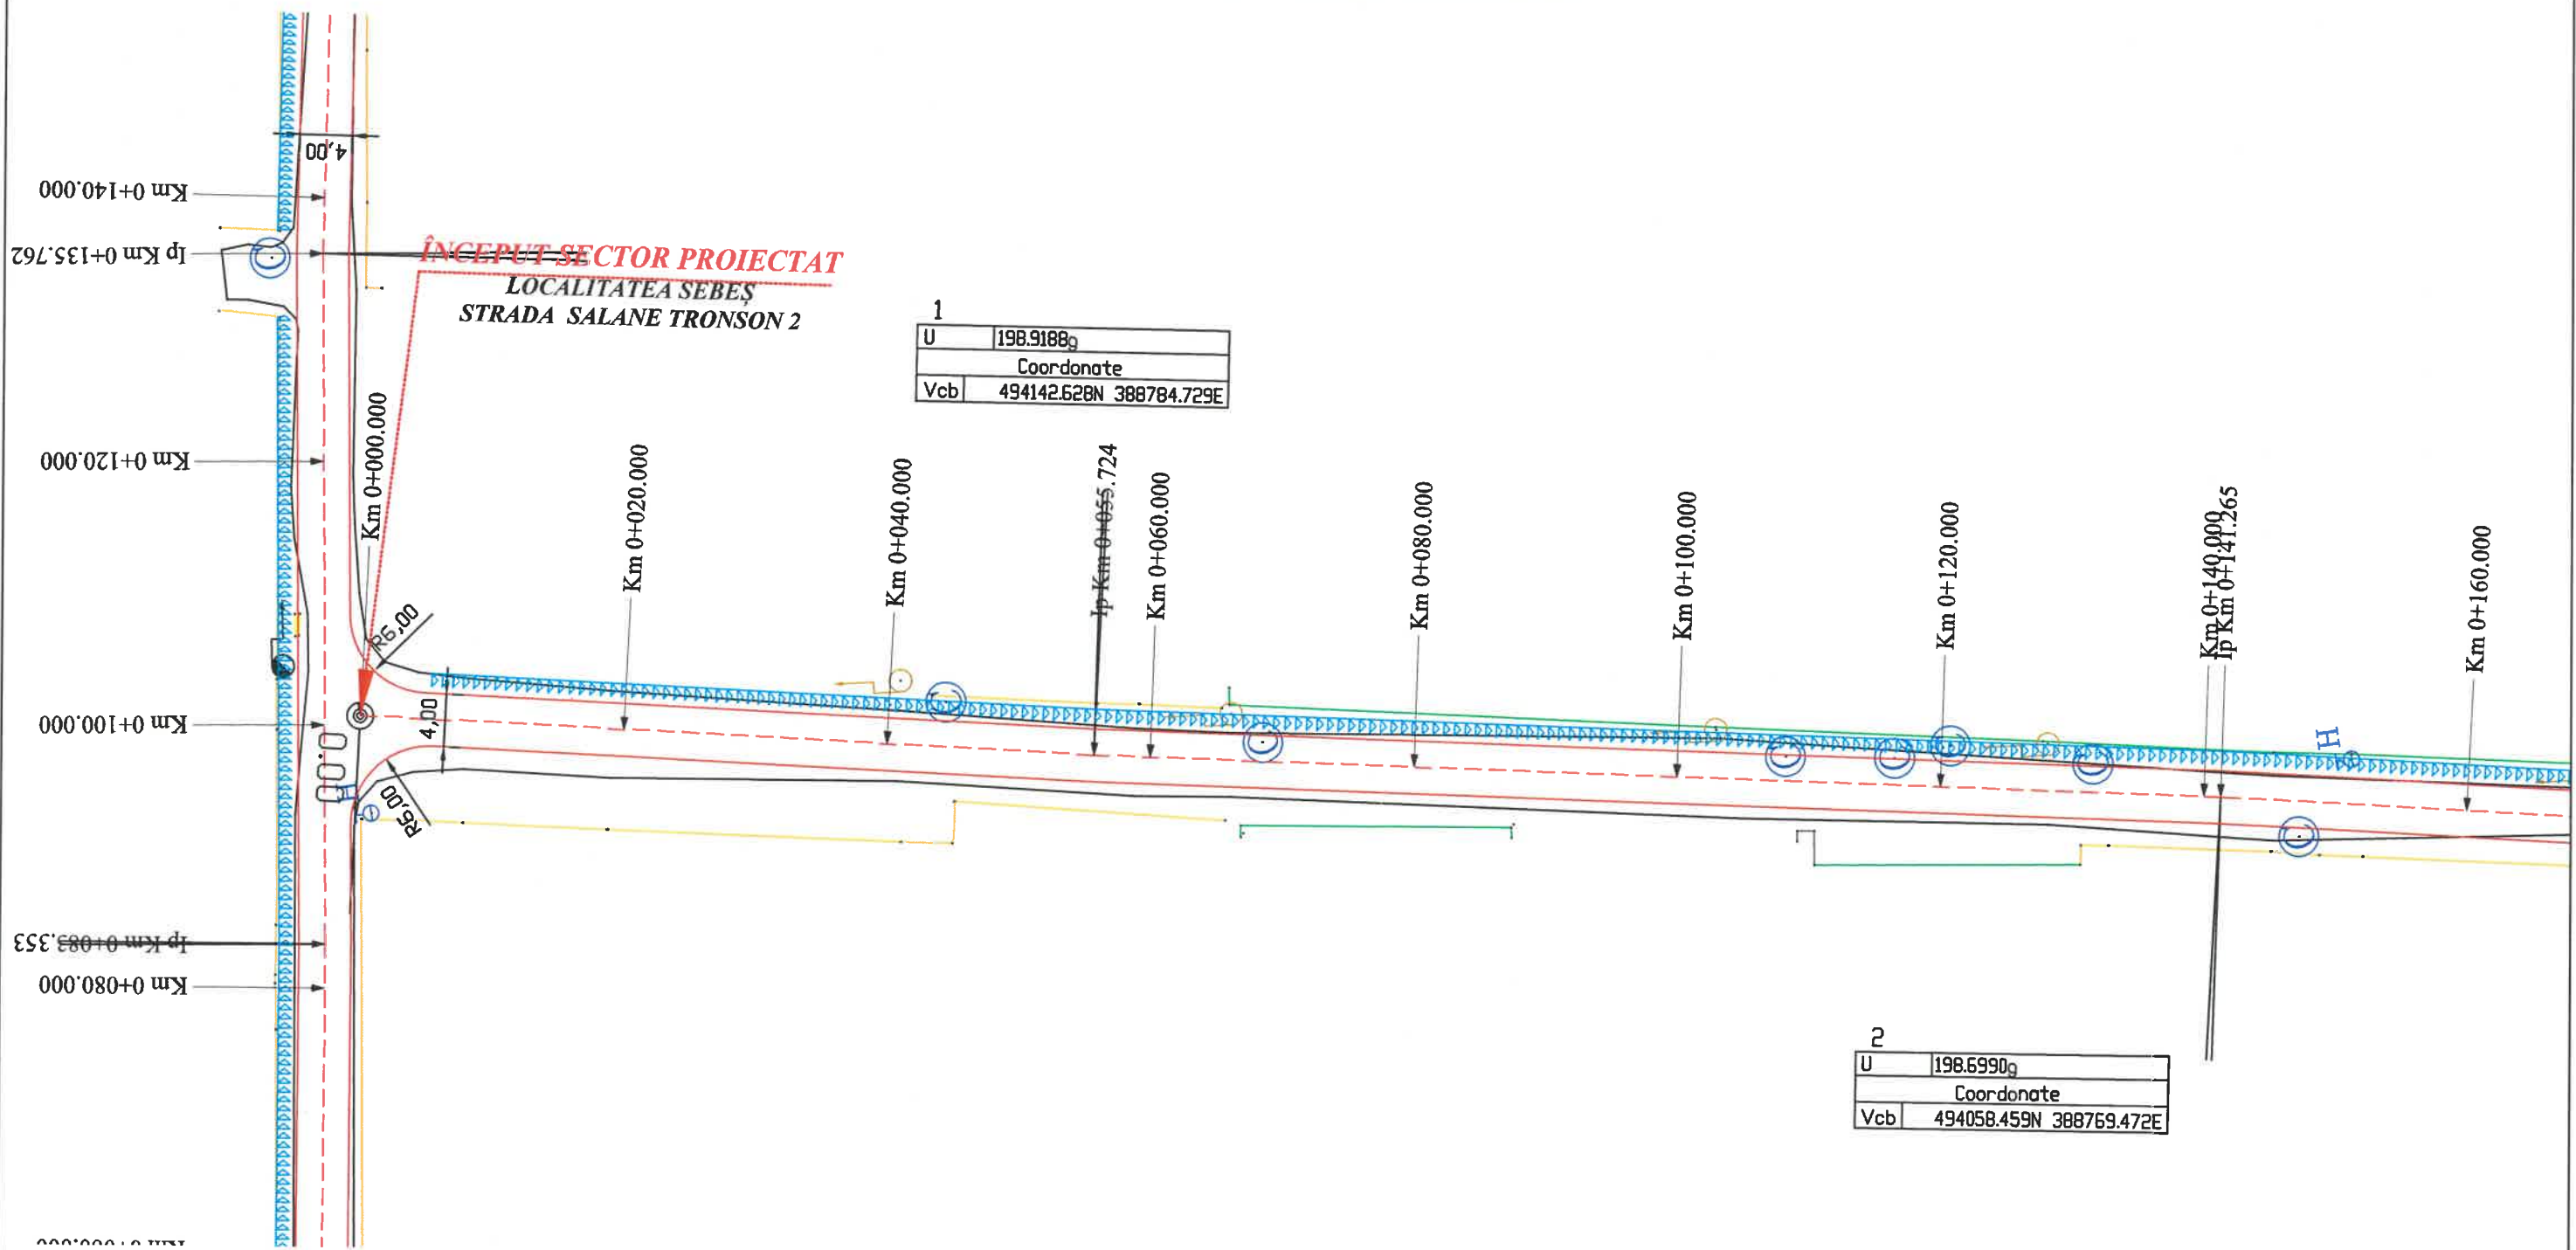 4,00
Km 0+140.000
Ip Km 0+135.762
ÎNCEPUT SECTOR PROIECTAT
LOCALITATEA SEBEȘ
STRADA SALANE TRONSON 2
1
U 198.9188g
Coordonate
Vcb 494142.628N 388784.729E
Km 0+120.000
Km 0+000.000
Km 0+020.000
Km 0+040.000
Ip Km 0+055.724
Km 0+060.000
Km 0+080.000
Km 0+100.000
Km 0+120.000
Km 0+140.000
Ip Km 0+141.265
Km 0+160.000
R6,00
4,00
Km 0+100.000
0.00
H
R6,00
H
Ip Km 0+083.353
Km 0+080.000
2
U 198.6990g
Coordonate
Vcb 494058.459N 388769.472E